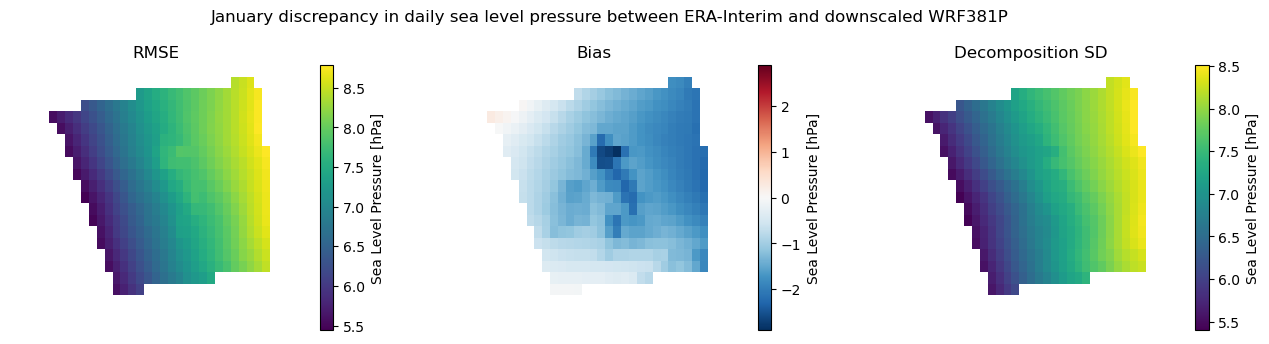 January discrepancy in daily sea level pressure between ERA-Interim and downscaled WRF381P
RMSE
8.5
8.0
7.5
7.0
6.5
6.0
5.5
Sea Level Pressure [hPa]
Bias
2
1
0
−1
−2
Sea Level Pressure [hPa]
Decomposition SD
8.5
8.0
7.5
7.0
6.5
6.0
5.5
Sea Level Pressure [hPa]